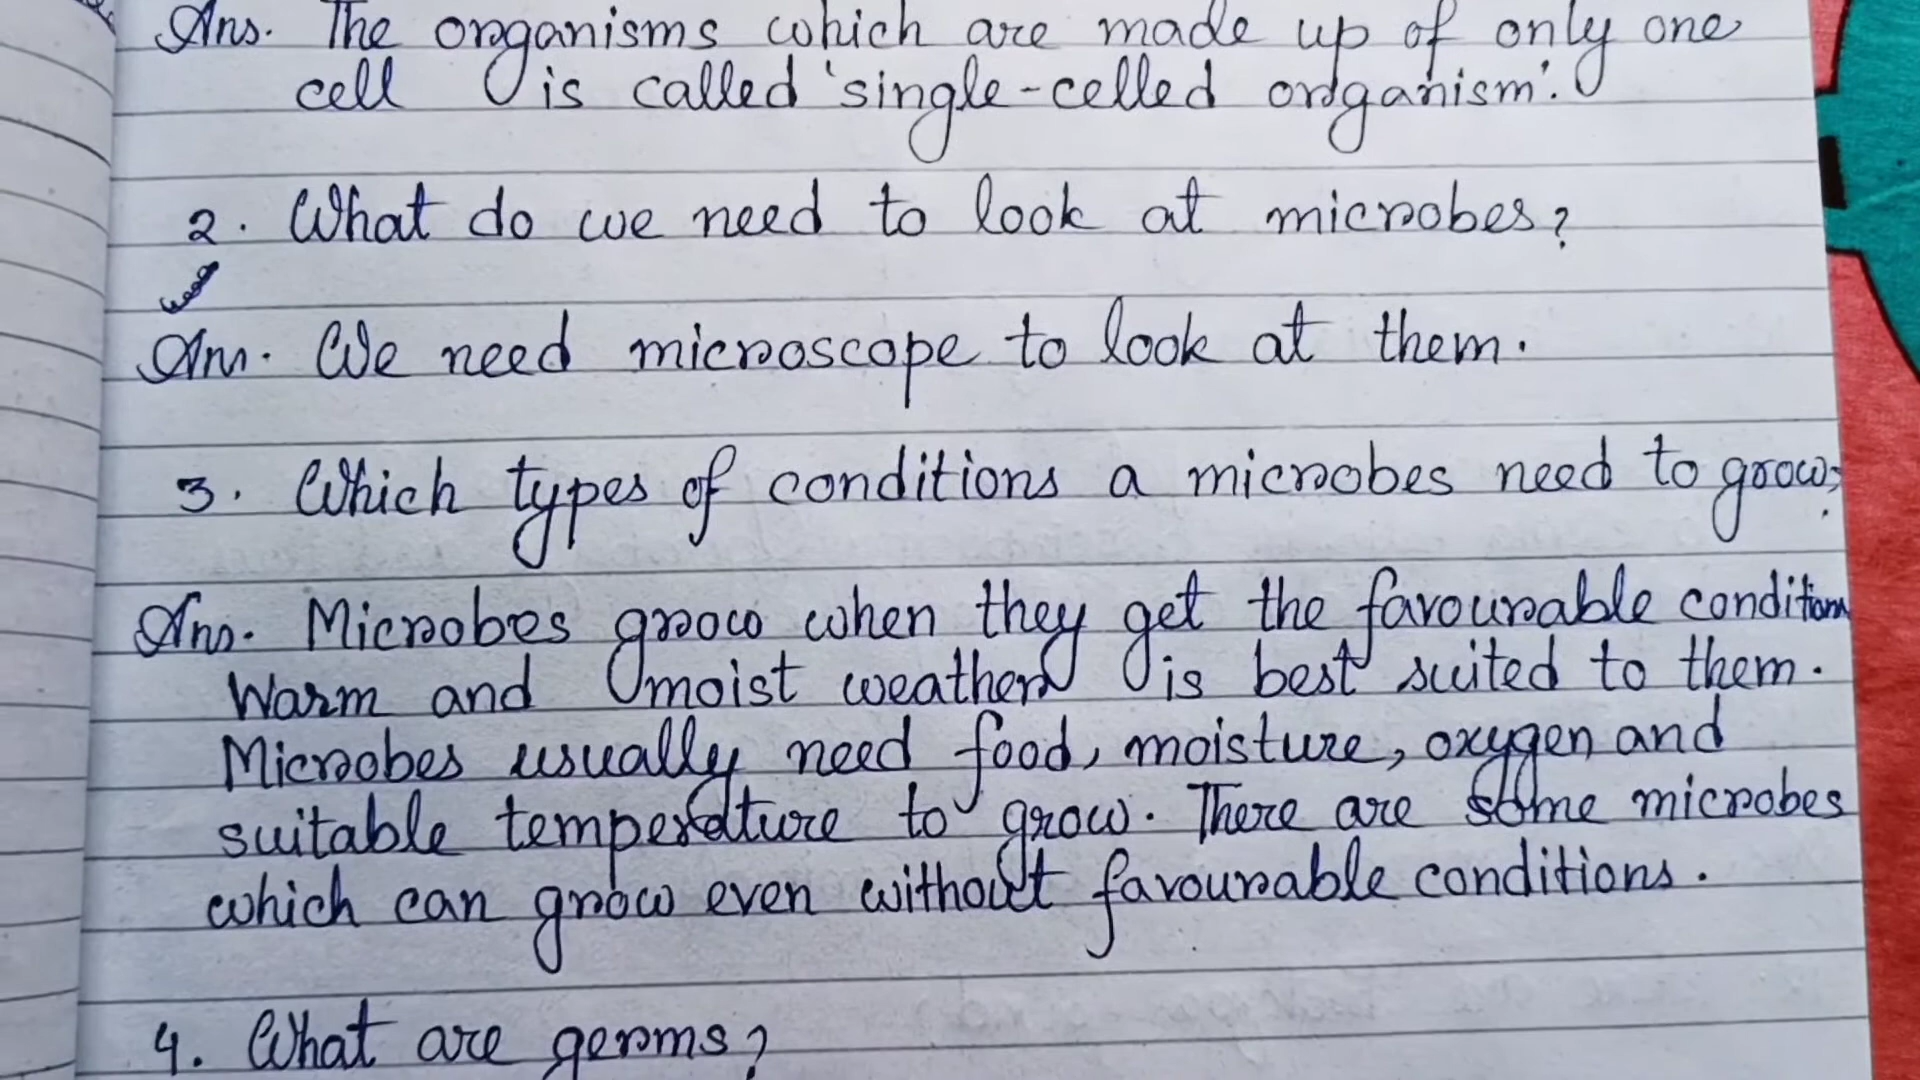 Ans. The organisms which are made up of only one
cell is called 'single-celled organism'.
2. What do we need to look at microbes?
Ans. We need microscope to look at them.
3. Which types of conditions a microbes need to grow?
Ans. Microbes grow when they get the favourable condition
Warm and moist weather is best suited to them.
Microbes usually need food, moisture, oxygen and
suitable temperature to grow. There are some microbes
which can grow even without favourable conditions.
4. What are germs?